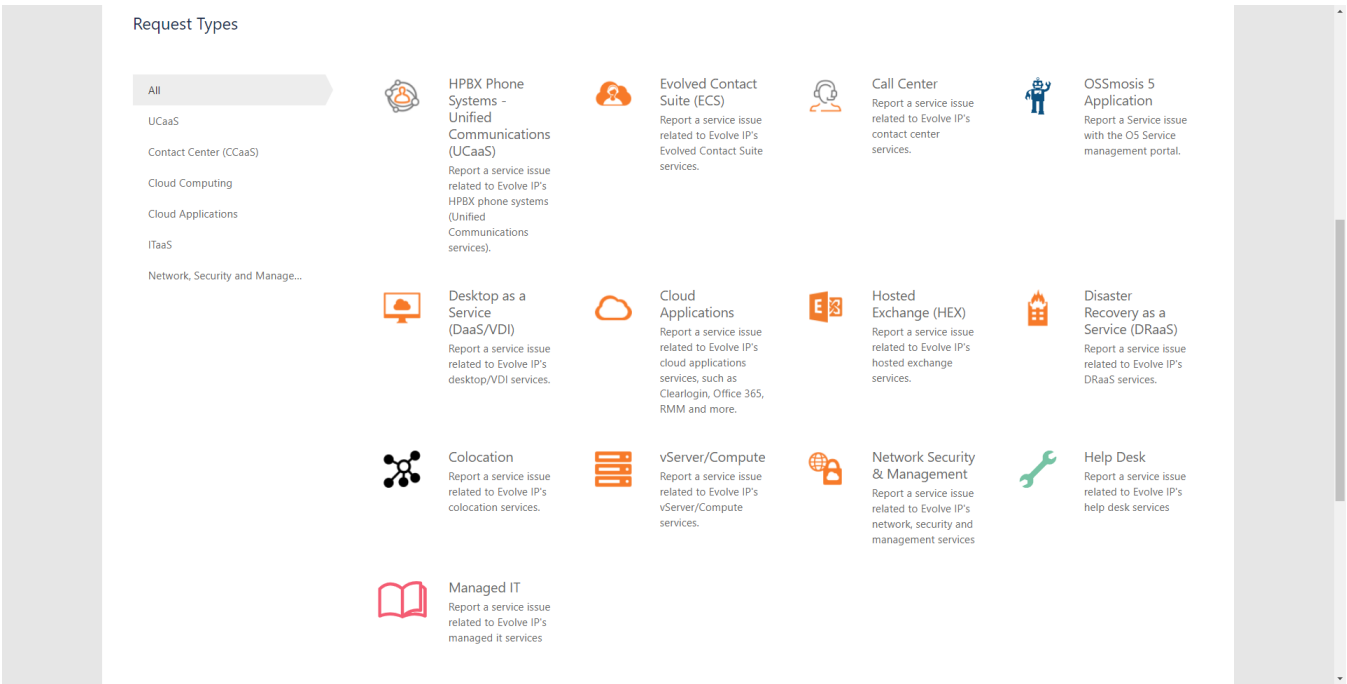 Request Types
All
UCaaS
Contact Center (CCaaS)
Cloud Computing
Cloud Applications
ITaaS
Network, Security and Manage...
HPBX Phone
Systems -
Unified
Communications
(UCaaS)
Report a service issue
related to Evolve IP's
HPBX phone systems
(Unified
Communications
services).
Evolved Contact
Suite (ECS)
Report a service issue
related to Evolve IP's
Evolved Contact Suite
services.
Call Center
Report a service issue
related to Evolve IP's
contact center
services.
OSSmosis 5
Application
Report a Service issue
with the O5 Service
management portal.
Desktop as a
Service
(DaaS/VDI)
Report a service issue
related to Evolve IP's
desktop/VDI services.
Cloud
Applications
Report a service issue
related to Evolve IP's
cloud applications
services, such as
Clearlogin, Office 365,
RMM and more.
E
Hosted
Exchange (HEX)
Report a service issue
related to Evolve IP's
hosted exchange
services.
Disaster
Recovery as a
Service (DRaaS)
Report a service issue
related to Evolve IP's
DRaaS services.
Colocation
Report a service issue
related to Evolve IP's
colocation services.
vServer/Compute
Report a service issue
related to Evolve IP's
vServer/Compute
services.
Network Security
& Management
Report a service issue
related to Evolve IP's
network, security and
management services
Help Desk
Report a service issue
related to Evolve IP's
help desk services
Managed IT
Report a service issue
related to Evolve IP's
managed it services